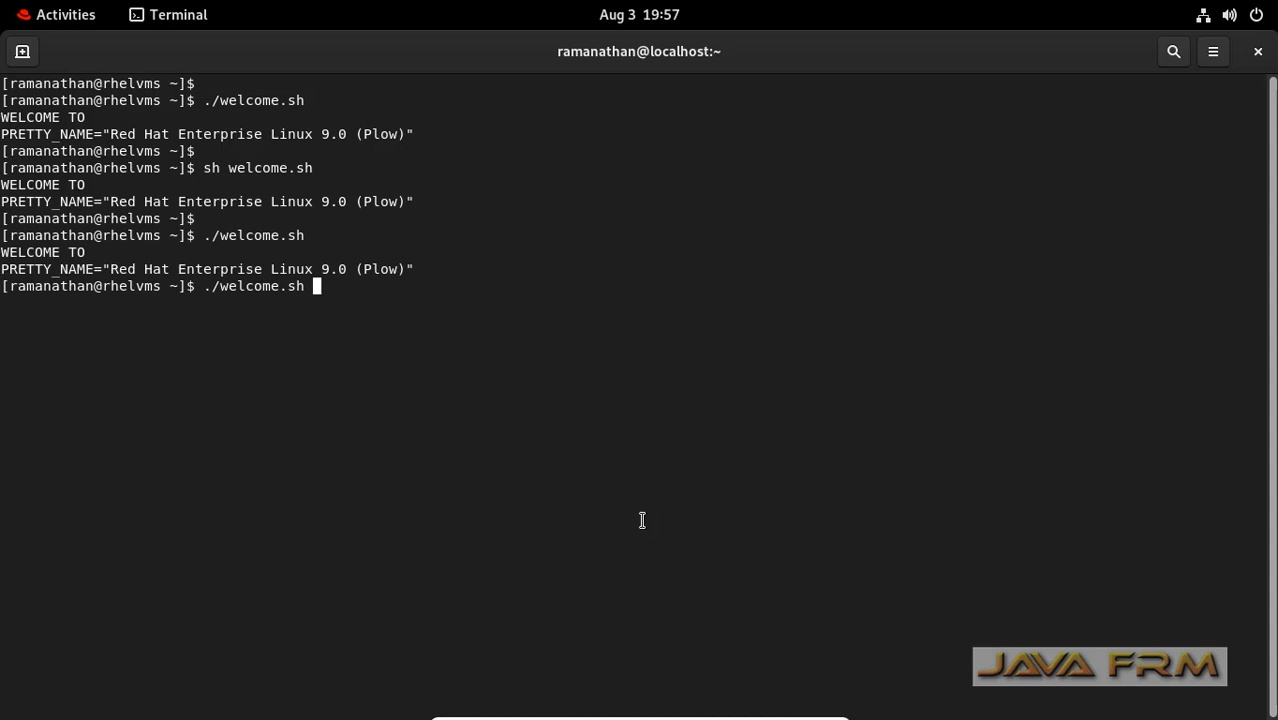 Activities
Terminal
Aug 3 19:57
ramanathan@localhost:~
[ramanathan@rhelvms ~]$
[ramanathan@rhelvms ~]$ ./welcome.sh
WELCOME TO
PRETTY_NAME="Red Hat Enterprise Linux 9.0 (Plow)"
[ramanathan@rhelvms ~]$
[ramanathan@rhelvms ~]$ sh welcome.sh
WELCOME TO
PRETTY_NAME="Red Hat Enterprise Linux 9.0 (Plow)"
[ramanathan@rhelvms ~]$
[ramanathan@rhelvms ~]$ ./welcome.sh
WELCOME TO
PRETTY_NAME="Red Hat Enterprise Linux 9.0 (Plow)"
[ramanathan@rhelvms ~]$ ./welcome.sh
JAVA FRM